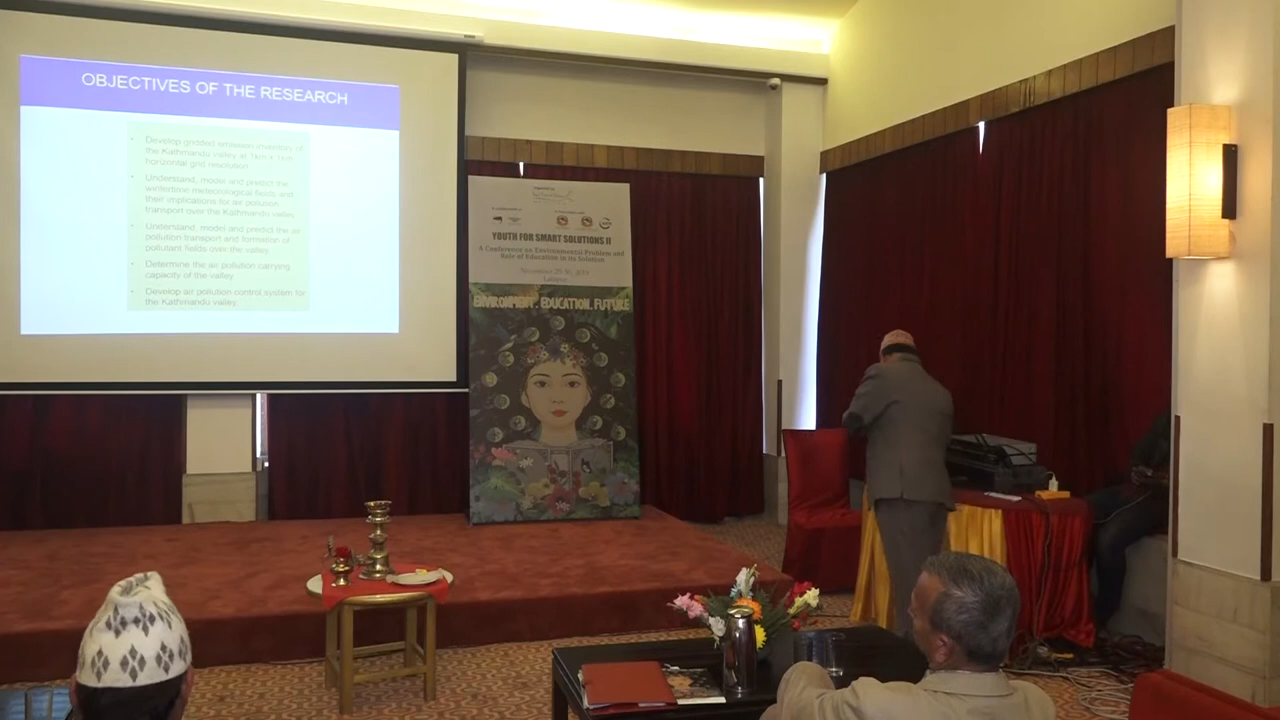 OBJECTIVES OF THE RESEARCH
• Develop gridded emission inventory of
the Kathmandu valley at 1km x 1km
horizontal grid resolution
• Understand, model and predict the
wintertime meteorological fields and
their implications for air pollution
transport over the Kathmandu valley
• Understand, model and predict the air
pollution transport and formation of
pollutant fields over the valley
• Determine the air pollution carrying
capacity of the valley
• Develop air pollution control system for
the Kathmandu valley
YOUTH FOR SMART SOLUTIONS II
A Conference on Environmental Problem and
Role of Education in its Solution
Lalitpur
ENVIRONMENT. EDUCATION. FUTURE